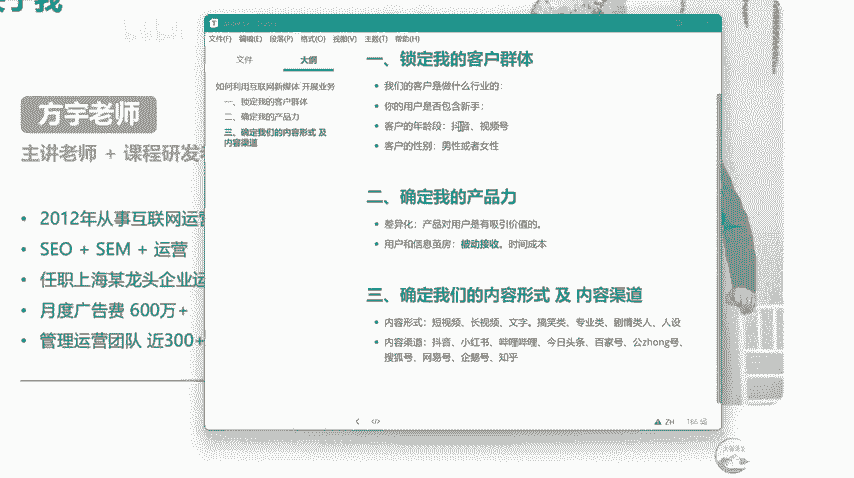 于我
文件(F) 编辑(E) 段落(P) 格式(O) 视图(V) 主题(T) 帮助(H)
文件 大纲
如何利用互联网新媒体 开展业务
一、锁定我的客户群体
二、确定我的产品力
三、确定我们的内容形式 及
内容渠道
方宇老师
主讲老师 + 课程研发
2012年从事互联网运营
SEO + SEM + 运营
任职上海某龙头企业运
月度广告费 600万+
管理运营团队 近300+
一、锁定我的客户群体
我们的客户是做什么行业的：
你的用户是否包含新手：
客户的年龄段：抖音、视频号
客户的性别：男性或者女性
二、确定我的产品力
差异化：产品对用户是有吸引价值的。
用户和信息茧房：被动接收。时间成本
三、确定我们的内容形式 及 内容渠道
内容形式：短视频、长视频、文字。搞笑类、专业类、剧情类人、人设
内容渠道：抖音、小红书、哔哩哔哩、今日头条、百家号、公zhong号、
搜狐号、网易号、企鹅号、知乎
ZH 166 词